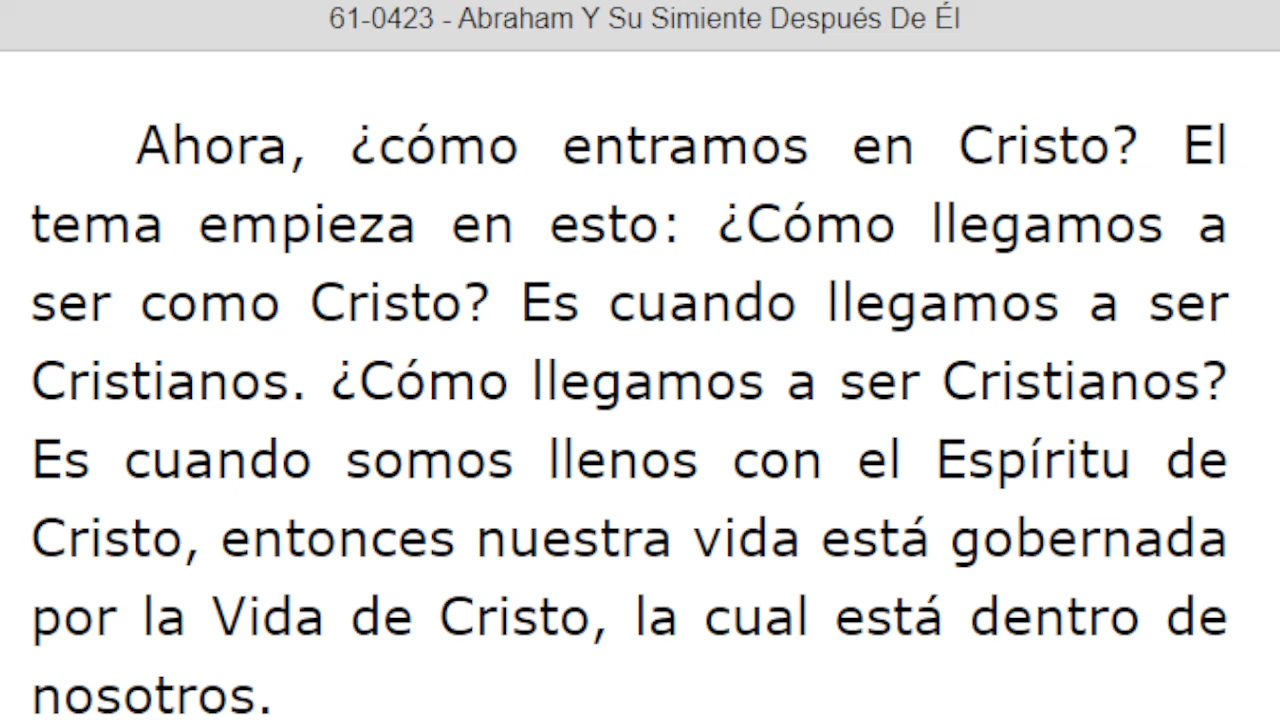 61-0423 - Abraham Y Su Simiente Después De Él
Ahora, ¿cómo entramos en Cristo? El
tema empieza en esto: ¿Cómo llegamos a
ser como Cristo? Es cuando llegamos a ser
Cristianos. ¿Cómo llegamos a ser Cristianos?
Es cuando somos llenos con el Espíritu de
Cristo, entonces nuestra vida está gobernada
por la Vida de Cristo, la cual está dentro de
nosotros.